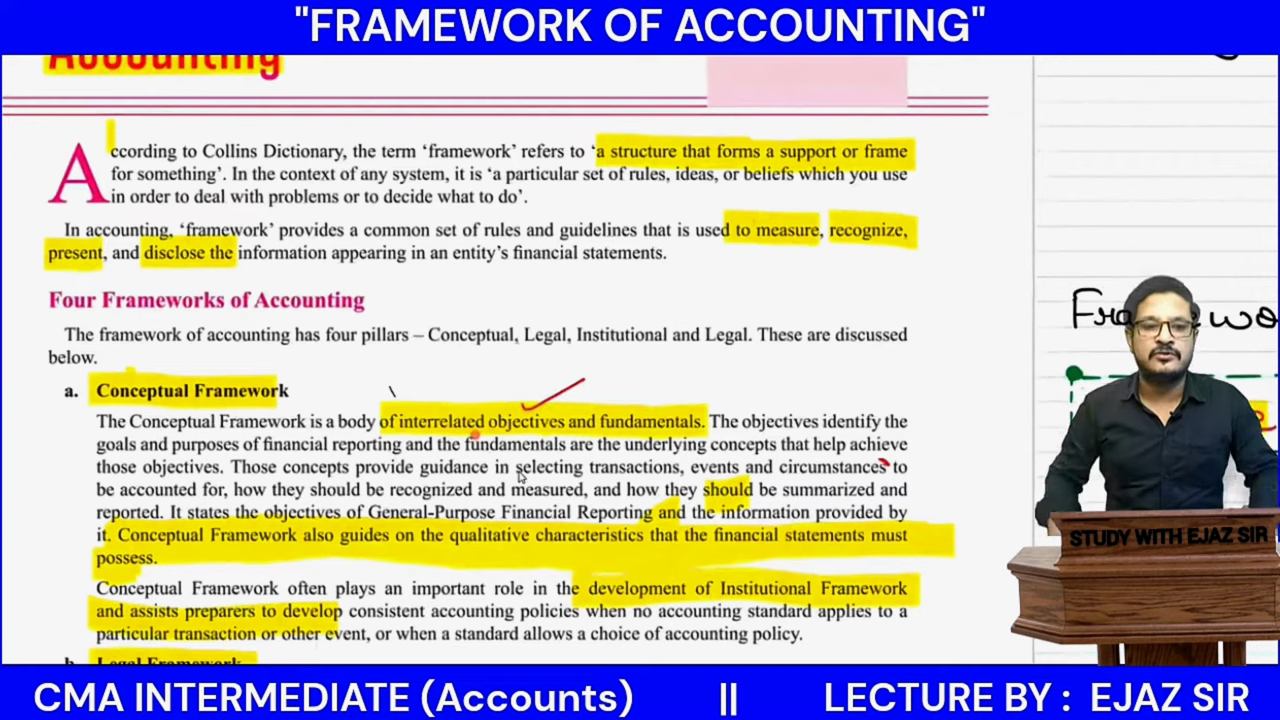 "FRAMEWORK OF ACCOUNTING"
Accounting
According to Collins Dictionary, the term ‘framework’ refers to ‘a structure that forms a support or frame
for something’. In the context of any system, it is ‘a particular set of rules, ideas, or beliefs which you use
in order to deal with problems or to decide what to do’.
In accounting, ‘framework’ provides a common set of rules and guidelines that is used to measure, recognize,
present, and disclose the information appearing in an entity’s financial statements.
Four Frameworks of Accounting
The framework of accounting has four pillars – Conceptual, Legal, Institutional and Legal. These are discussed
below.
a. Conceptual Framework
The Conceptual Framework is a body of interrelated objectives and fundamentals. The objectives identify the
goals and purposes of financial reporting and the fundamentals are the underlying concepts that help achieve
those objectives. Those concepts provide guidance in selecting transactions, events and circumstances to
be accounted for, how they should be recognized and measured, and how they should be summarized and
reported. It states the objectives of General-Purpose Financial Reporting and the information provided by
it. Conceptual Framework also guides on the qualitative characteristics that the financial statements must
possess.
Conceptual Framework often plays an important role in the development of Institutional Framework
and assists preparers to develop consistent accounting policies when no accounting standard applies to a
particular transaction or other event, or when a standard allows a choice of accounting policy.
b. Legal Framework
STUDY WITH EJAZ SIR
CMA INTERMEDIATE (Accounts) || LECTURE BY : EJAZ SIR